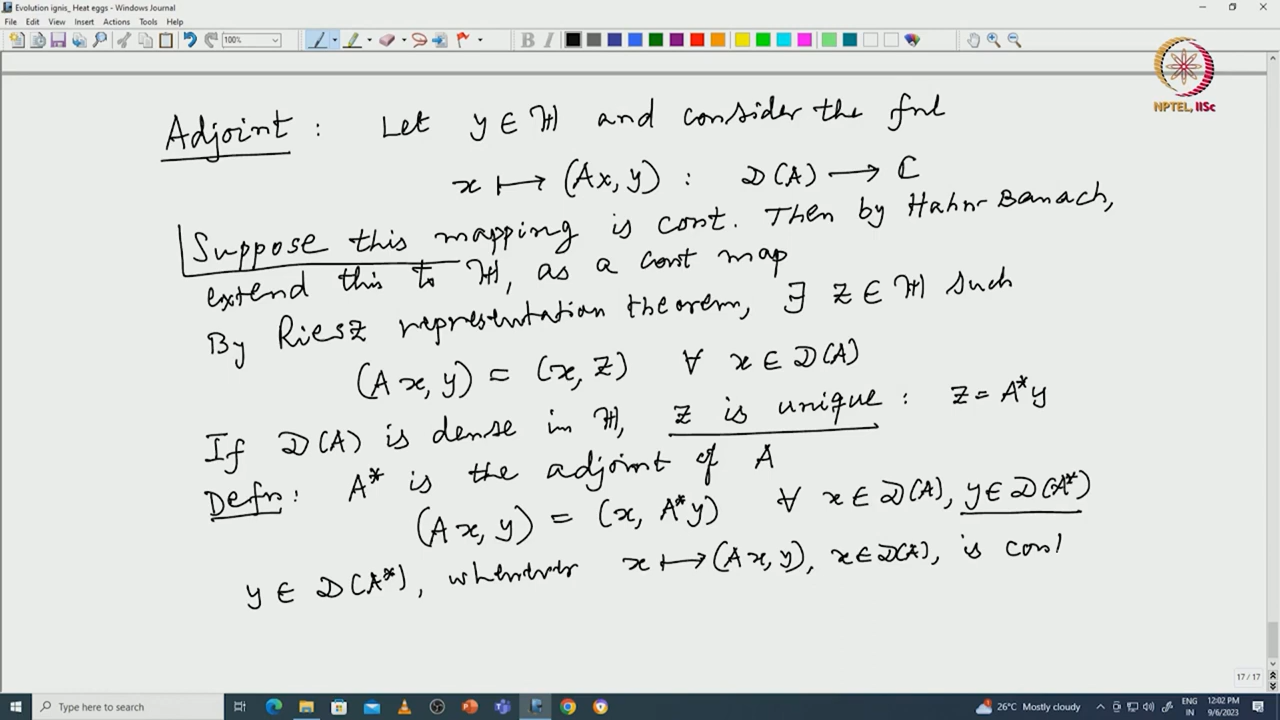 Evolution ignis, Heat eggs - Windows Journal
File Edit View Insert Actions Tools Help
100%
B I
NPTEL, IISc
Adjoint : Let y ∈ ℍ and consider the fnl
x ⟼ (Ax, y) : D(A) ⟶ ℂ
Suppose this mapping is cont. Then by Hahn-Banach,
extend this to ℍ, as a cont map
By Riesz representation theorem, ∃ z ∈ ℍ such
(Ax, y) = (x, z) ∀ x ∈ D(A)
If D(A) is dense in ℍ, z is unique : z = A*y
Defn : A* is the adjoint of A
(Ax, y) = (x, A*y) ∀ x ∈ D(A), y ∈ D(A*)
y ∈ D(A*), whenever x ⟼ (Ax, y), x ∈ D(A), is cont
17 / 17
Type here to search
26°C Mostly cloudy
ENG
IN
12:02 PM
9/6/2023